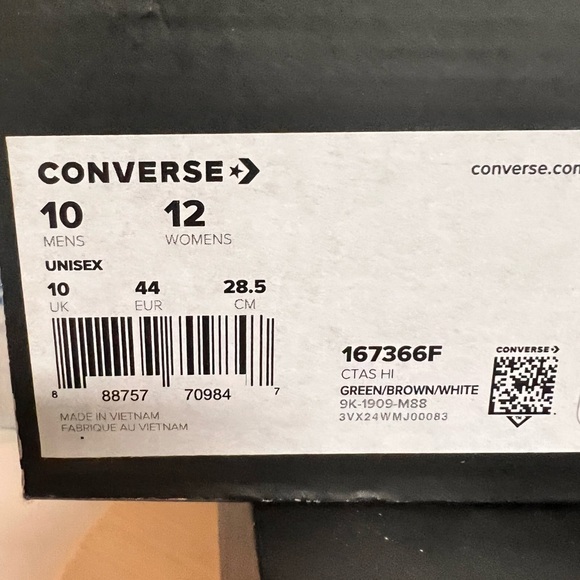 CONVERSE
converse.com
10 12
MENS WOMENS
UNISEX
10 44 28.5
UK EUR CM
8 88757 70984 7
MADE IN VIETNAM
FABRIQUE AU VIETNAM
167366F
CTAS HI
GREEN/BROWN/WHITE
9K-1909-M88
3VX24WMJ00083
CONVERSE